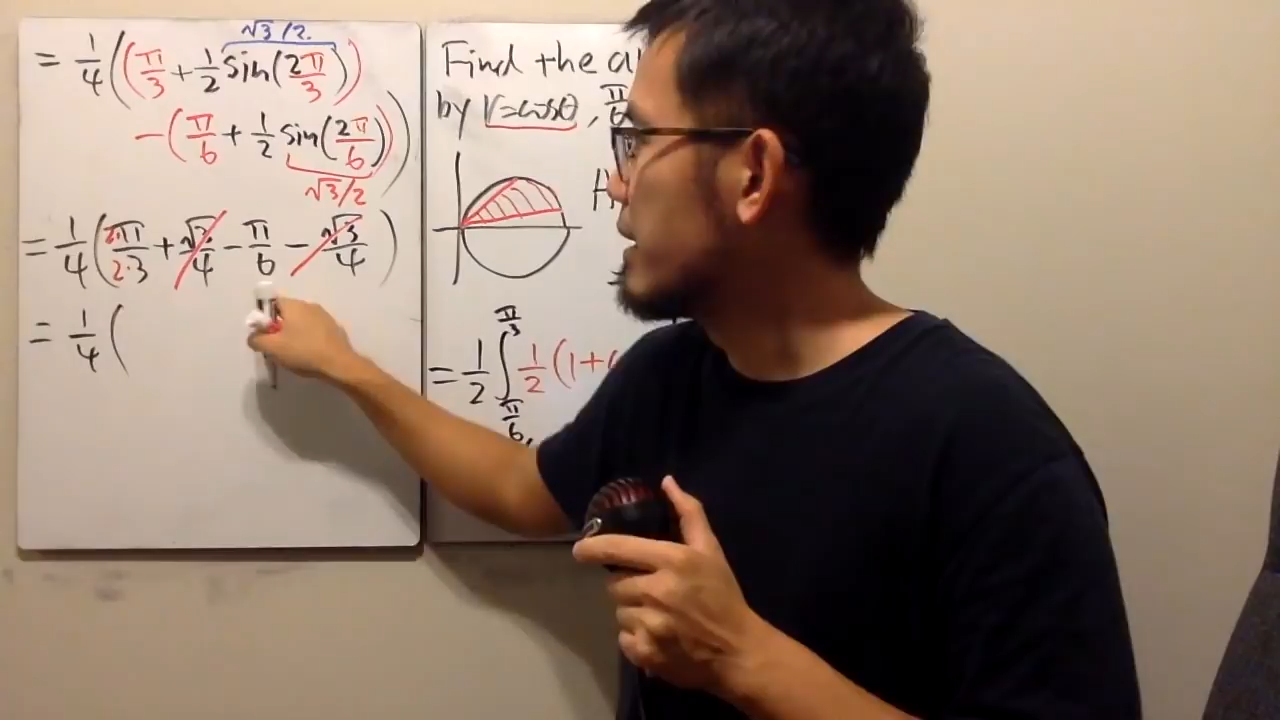 √3/2.
= 1/4((π/3 + 1/2 sin(2π/3))
-(π/6 + 1/2 sin(2π/6)))
√3/2
= 1/4(2·π/2·3 + √3/4 - π/6 - √3/4)
= 1/4(
Find the
by r=cosθ, π/6
π/3
= 1/2 ∫ 1/2 (1+
π/6